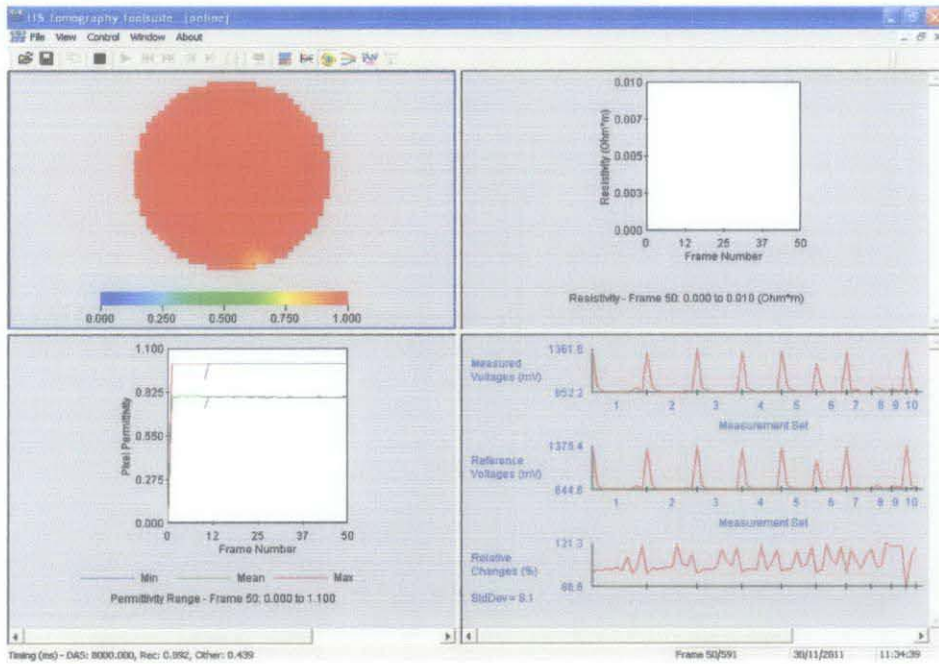 ITS Tomography Toolsuite - [online]
File View Control Window About
0.000 0.250 0.500 0.750 1.000
Resistivity (Ohm*m)
0.010
0.007
0.005
0.003
0.000
0 12 25 37 50
Frame Number
Resistivity - Frame 50: 0.000 to 0.010 (Ohm*m)
Pixel Permittivity
1.100
0.825
0.550
0.275
0.000
0 12 25 37 50
Frame Number
Min Mean Max
Permittivity Range - Frame 50: 0.000 to 1.100
Measured Voltages (mV)
1361.6
652.2
1 2 3 4 5 6 7 8 9 10
Measurement Set
Reference Voltages (mV)
1375.4
644.6
1 2 3 4 5 6 7 8 9 10
Measurement Set
Relative Changes (%)
121.3
StdDev = 8.1
Timing (ms) - DAS: 8000.000, Rec: 0.892, Other: 0.439
Frame 50/591
30/11/2011
11:34:39